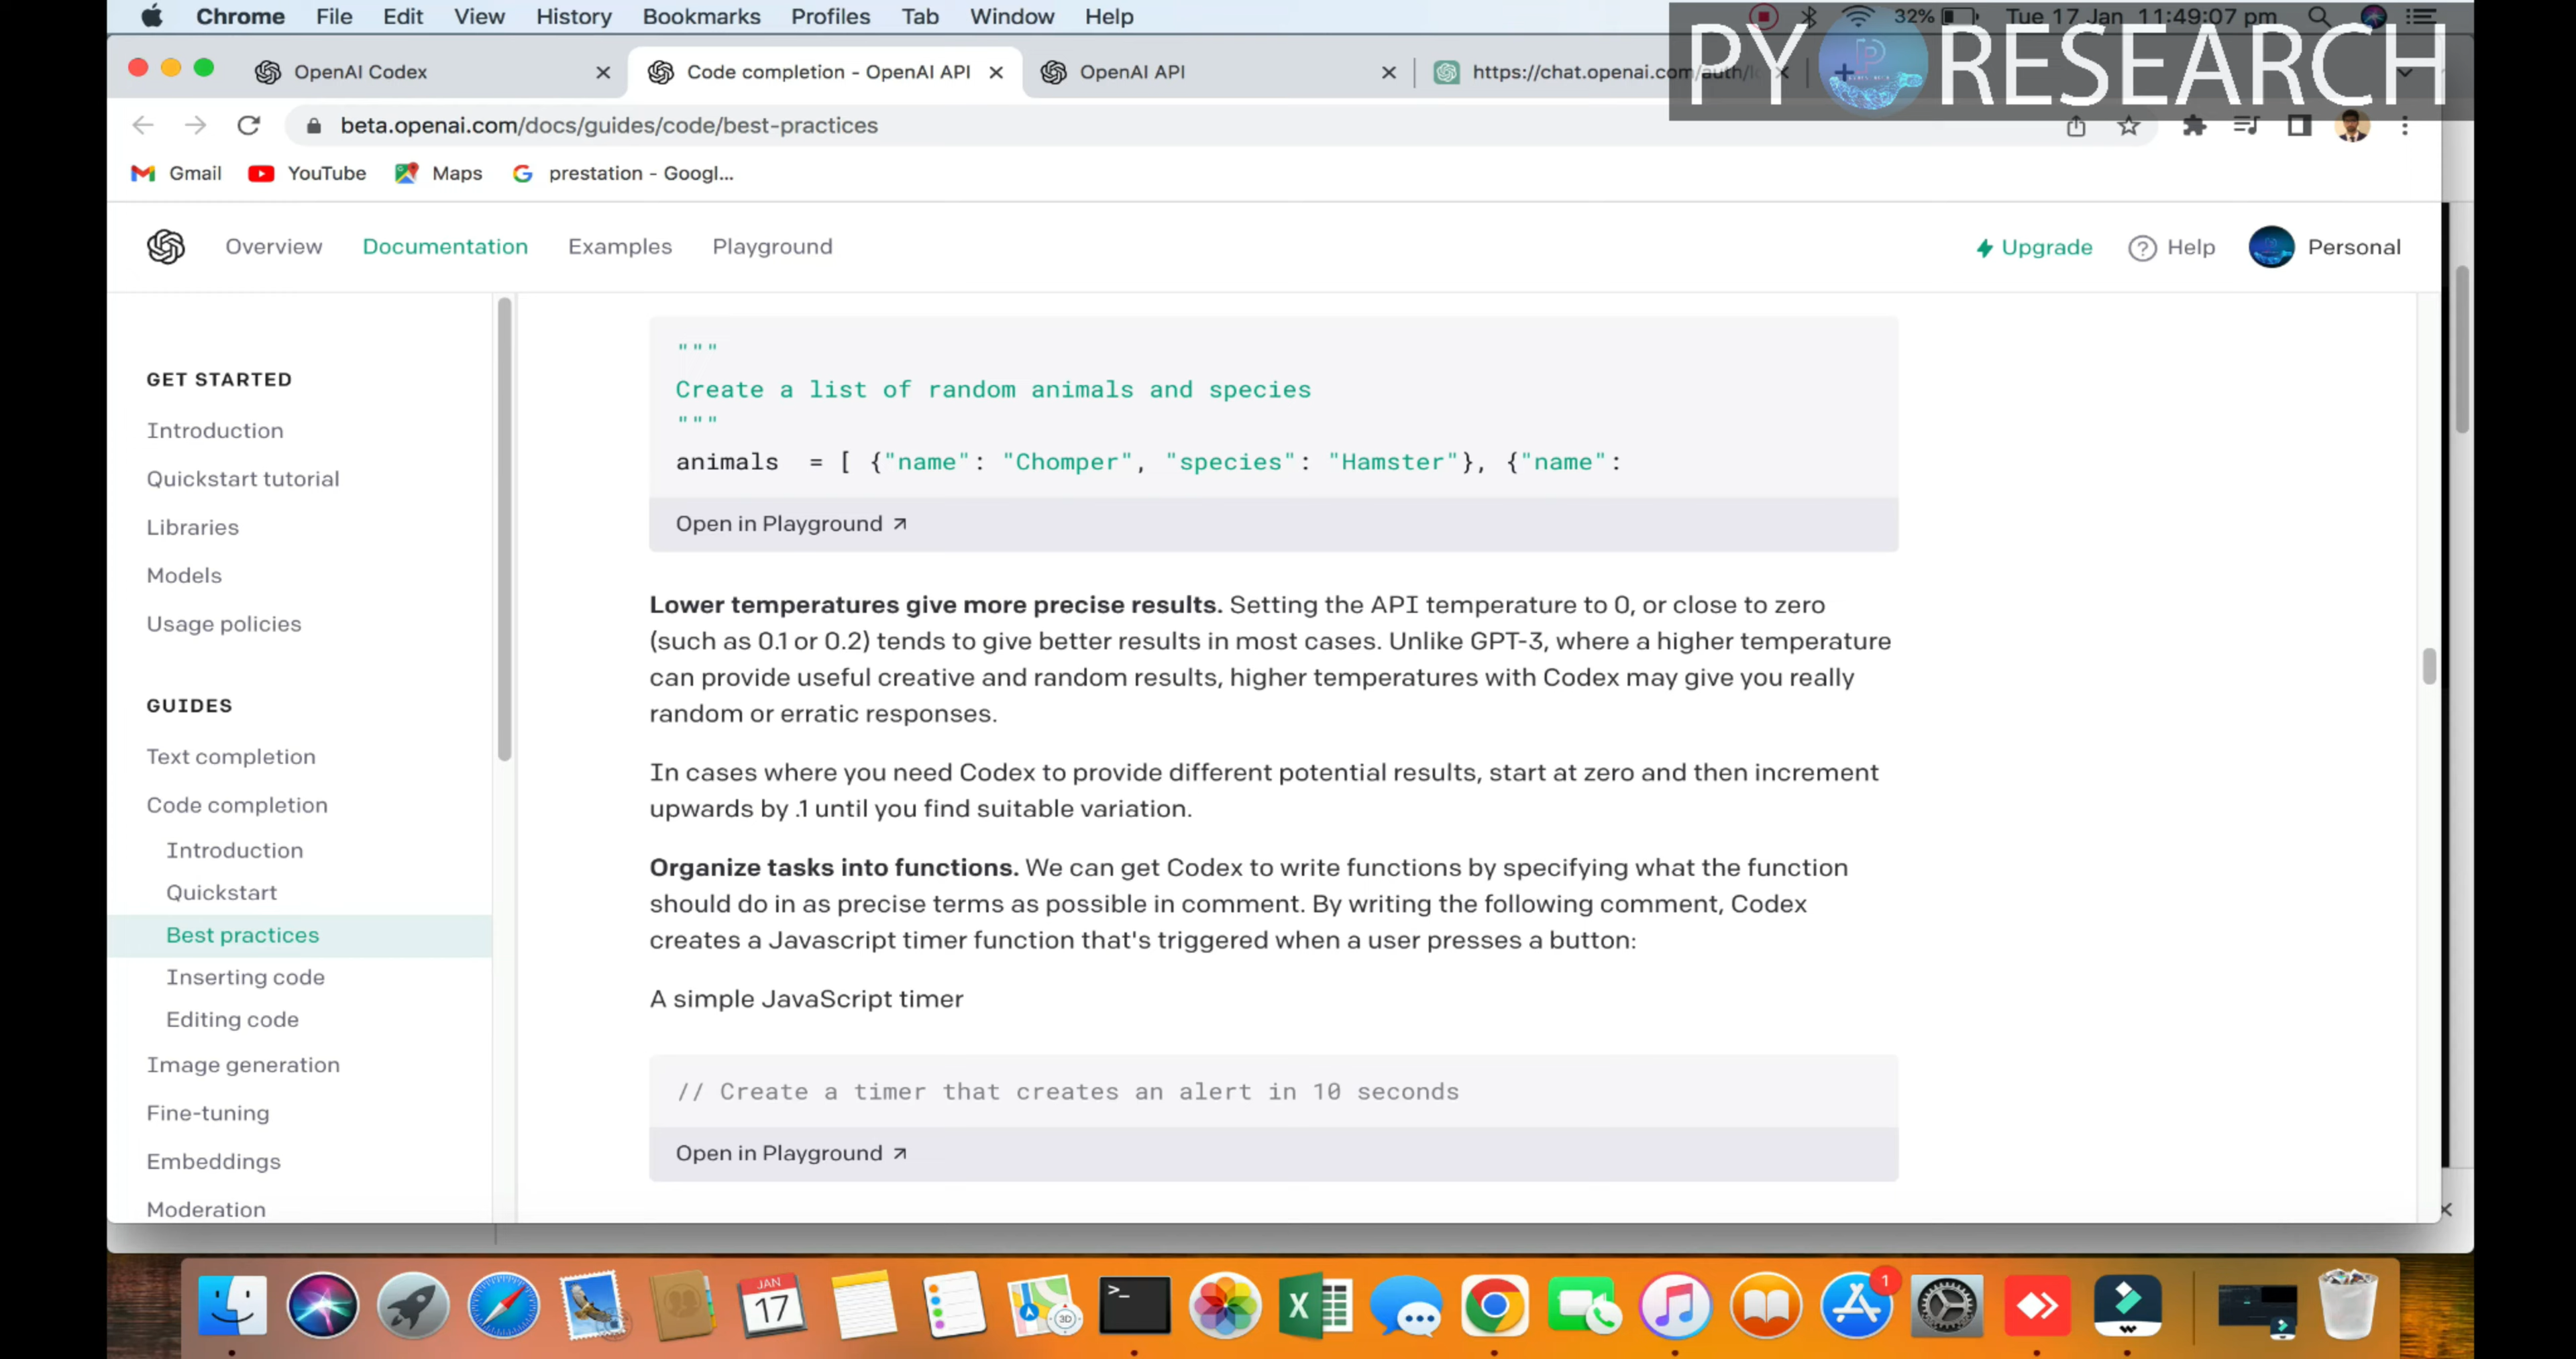 Chrome File Edit View History Bookmarks Profiles Tab Window Help
32% Tue 17 Jan 11:49:07 pm
PY RESEARCH
OpenAI Codex
Code completion - OpenAI API
OpenAI API
https://chat.openai.com/auth/lo
beta.openai.com/docs/guides/code/best-practices
Gmail YouTube Maps prestation - Googl...
Overview Documentation Examples Playground
Upgrade Help Personal
GET STARTED
Introduction
Quickstart tutorial
Libraries
Models
Usage policies
GUIDES
Text completion
Code completion
Introduction
Quickstart
Best practices
Inserting code
Editing code
Image generation
Fine-tuning
Embeddings
Moderation
"""
Create a list of random animals and species
"""
animals = [ {"name": "Chomper", "species": "Hamster"}, {"name":
Open in Playground ↗
Lower temperatures give more precise results. Setting the API temperature to 0, or close to zero
(such as 0.1 or 0.2) tends to give better results in most cases. Unlike GPT-3, where a higher temperature
can provide useful creative and random results, higher temperatures with Codex may give you really
random or erratic responses.
In cases where you need Codex to provide different potential results, start at zero and then increment
upwards by .1 until you find suitable variation.
Organize tasks into functions. We can get Codex to write functions by specifying what the function
should do in as precise terms as possible in comment. By writing the following comment, Codex
creates a Javascript timer function that's triggered when a user presses a button:
A simple JavaScript timer
// Create a timer that creates an alert in 10 seconds
Open in Playground ↗
JAN
17
3D
1